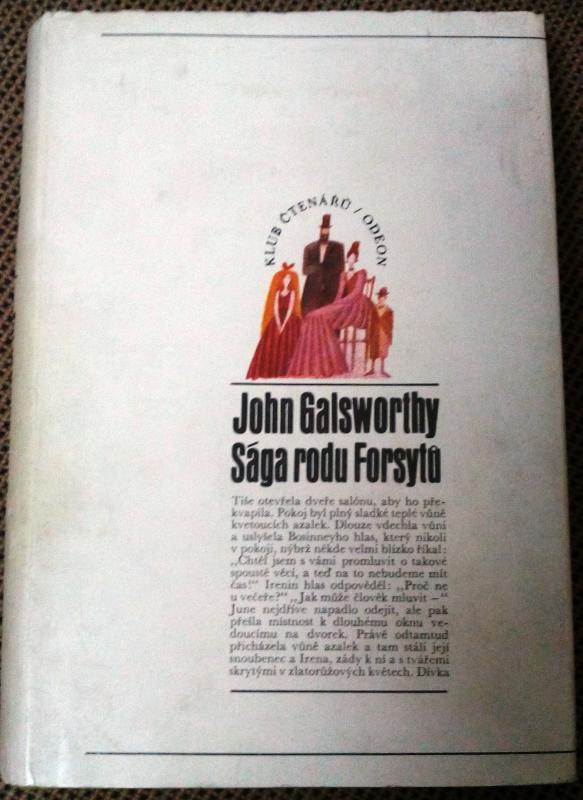 KLUB ČTENÁŘŮ / ODEON
John Galsworthy
Sága rodu Forsytů
Tiše otevřela dveře salónu, aby ho pře-
kvapila. Pokoj byl plný sladké teplé vůně
kvetoucích azalek. Dlouze vdechla vůni
a uslyšela Bosinneyho hlas, který nikoli
v pokoji, nýbrž někde velmi blízko říkal:
„Chtěl jsem s vámi promluvit o takové
spoustě věcí, a teď na to nebudeme mít
čas!“ Irenin hlas odpověděl: „Proč ne
u večeře?“ „Jak může člověk mluvit —“
June nejdříve napadlo odejít, ale pak
přešla místnost k dlouhému oknu ve-
doucímu na dvorek. Právě odtamtud
přicházela vůně azalek a tam stáli její
snoubenec a Irena, zády k ní a s tvářemi
skrytými v zlatorůžových květech. Dívka